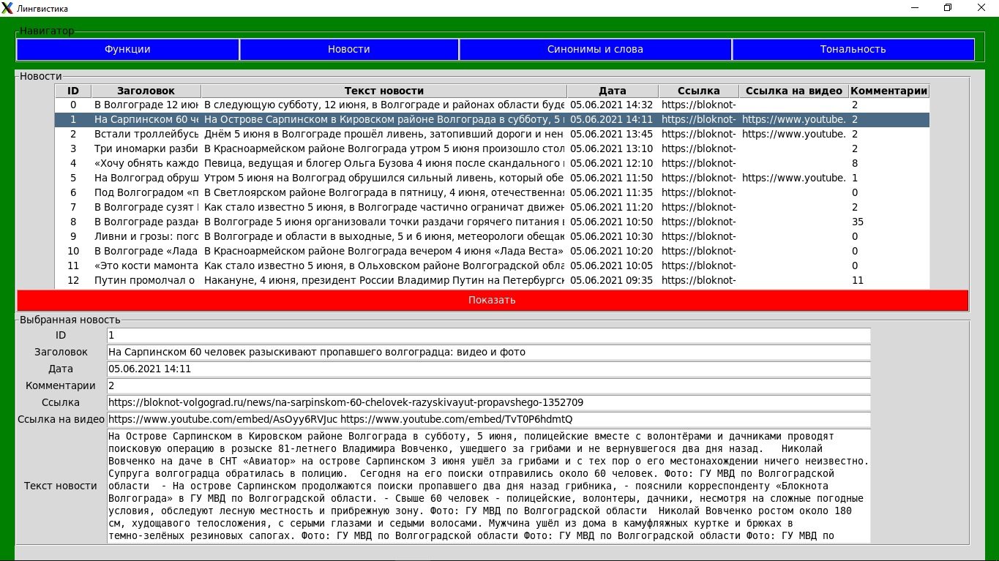 Лингвистика
Навигатор
Функции Новости Синонимы и слова Тональность
Новости
ID Заголовок Текст новости Дата Ссылка Ссылка на видео Комментарии
0 В Волгограде 12 июн В следующую субботу, 12 июня, в Волгограде и районах области буде 05.06.2021 14:32 https://bloknot- 2
1 На Сарпинском 60 че На Острове Сарпинском в Кировском районе Волгограда в субботу, 5 05.06.2021 14:11 https://bloknot- https://www.youtube. 2
2 Встали троллейбусь Днём 5 июня в Волгограде прошёл ливень, затопивший дороги и нен 05.06.2021 13:45 https://bloknot- https://www.youtube. 2
3 Три иномарки разби В Красноармейском районе Волгограда утром 5 июня произошло стол 05.06.2021 13:10 https://bloknot- 2
4 «Хочу обнять каждо Певица, ведущая и блогер Ольга Бузова 4 июня после скандального 05.06.2021 12:10 https://bloknot- 8
5 На Волгоград обруш Утром 5 июня на Волгоград обрушился сильный ливень, который обе 05.06.2021 11:50 https://bloknot- https://www.youtube. 1
6 Под Волгоградом «п В Светлоярском районе Волгограда в пятницу, 4 июня, отечественная 05.06.2021 11:35 https://bloknot- 0
7 В Волгограде сузят Как стало известно 5 июня, в Волгограде частично ограничат движен 05.06.2021 11:20 https://bloknot- 2
8 В Волгограде раздан В Волгограде 5 июня организовали точки раздачи горячего питания в 05.06.2021 10:50 https://bloknot- 35
9 Ливни и грозы: пого В Волгограде и области в выходные, 5 и 6 июня, метеорологи обещаю 05.06.2021 10:30 https://bloknot- 0
10 В Волгограде «Лада В Красноармейском районе Волгограда вечером 4 июня «Лада Веста» 05.06.2021 10:20 https://bloknot- 0
11 «Это кости мамонта Как стало известно 5 июня, в Ольховском районе Волгоградской обла 05.06.2021 10:05 https://bloknot- 0
12 Путин промолчал о Накануне, 4 июня, президент России Владимир Путин на Петербургск 05.06.2021 09:35 https://bloknot- 11
Показать
Выбранная новость
ID 1
Заголовок На Сарпинском 60 человек разыскивают пропавшего волгоградца: видео и фото
Дата 05.06.2021 14:11
Комментарии 2
Ссылка https://bloknot-volgograd.ru/news/na-sarpinskom-60-chelovek-razyskivayut-propavshego-1352709
Ссылка на видео https://www.youtube.com/embed/AsOyy6RVJuc https://www.youtube.com/embed/TvT0P6hdmtQ
Текст новости
На Острове Сарпинском в Кировском районе Волгограда в субботу, 5 июня, полицейские вместе с волонтёрами и дачниками проводят
поисковую операцию в розыске 81-летнего Владимира Вовченко, ушедшего за грибами и не вернувшегося два дня назад. Николай
Вовченко на даче в СНТ «Авиатор» на острове Сарпинском 3 июня ушёл за грибами и с тех пор о его местонахождении ничего неизвестно.
Супруга волгоградца обратилась в полицию. Сегодня на его поиски отправились около 60 человек. Фото: ГУ МВД по Волгоградской
области - На острове Сарпинском продолжаются поиски пропавшего два дня назад грибника, - пояснили корреспонденту «Блокнота
Волгограда» в ГУ МВД по Волгоградской области. - Свыше 60 человек - полицейские, волонтеры, дачники, несмотря на сложные погодные
условия, обследуют лесную местность и прибрежную зону. Фото: ГУ МВД по Волгоградской области Николай Вовченко ростом около 180
см, худощавого телосложения, с серыми глазами и седыми волосами. Мужчина ушёл из дома в камуфляжных куртке и брюках в
темно-зелёных резиновых сапогах. Фото: ГУ МВД по Волгоградской области Фото: ГУ МВД по Волгоградской области Фото: ГУ МВД по